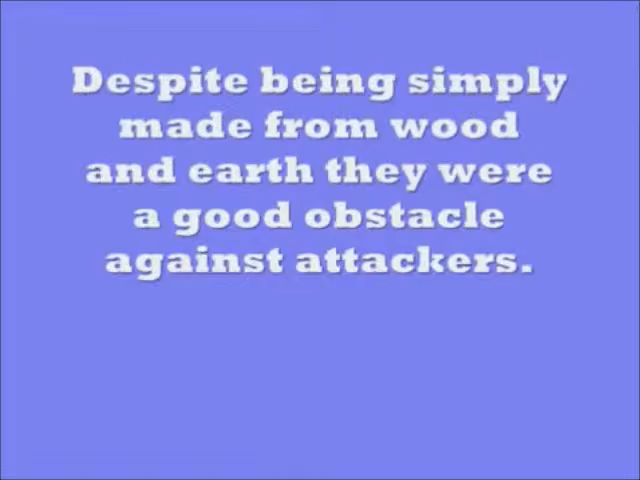 Despite being simply
made from wood
and earth they were
a good obstacle
against attackers.